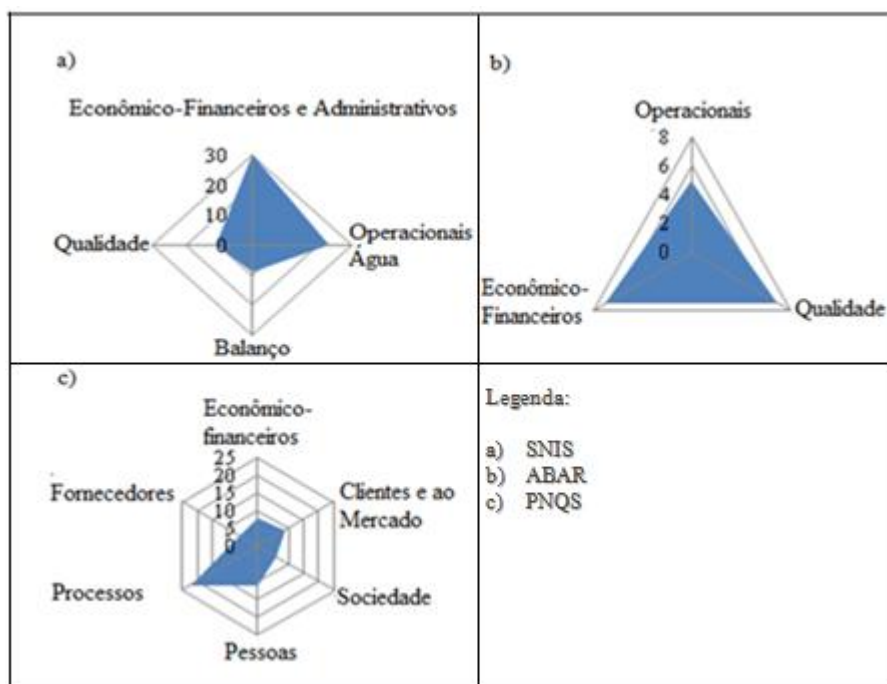 a)
Econômico-Financeiros e Administrativos
30
20
10
0
Qualidade
Operacionais
Água
Balanço
b)
Operacionais
8
6
4
2
0
Econômico-
Financeiros
Qualidade
c)
Econômico-
financeiros
25
20
15
10
5
0
Fornecedores
Clientes e ao
Mercado
Processos
Sociedade
Pessoas
Legenda:
a) SNIS
b) ABAR
c) PNQS